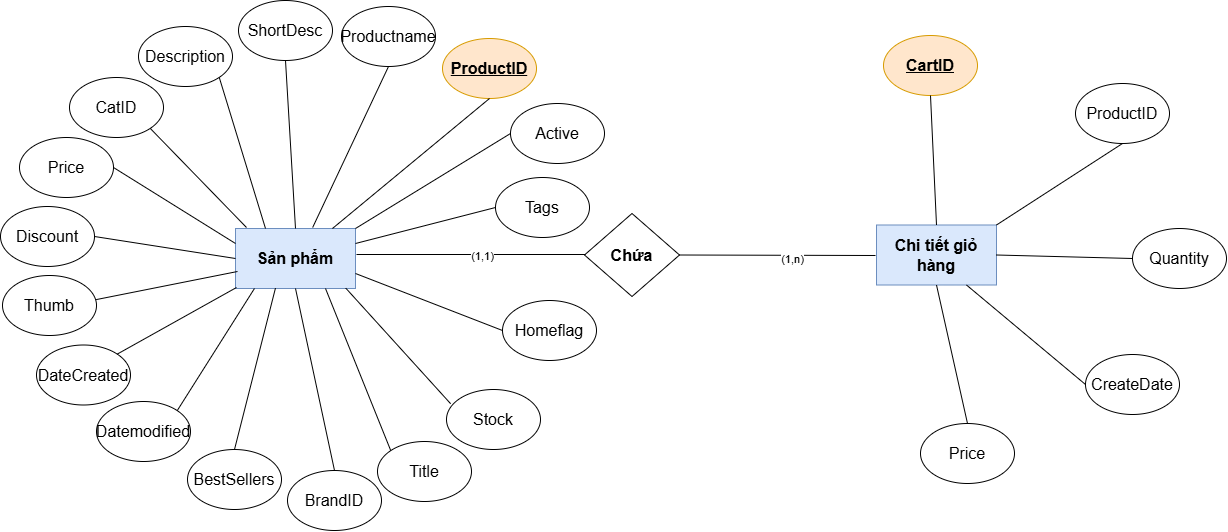 ShortDesc
Productname
Description
ProductID
CatID
Active
Price
Tags
Discount
Sản phẩm
(1,1)
Chứa
Thumb
Homeflag
DateCreated
Stock
Datemodified
Title
BestSellers
BrandID
CartID
ProductID
(1,n)
Chi tiết giỏ
hàng
Quantity
CreateDate
Price